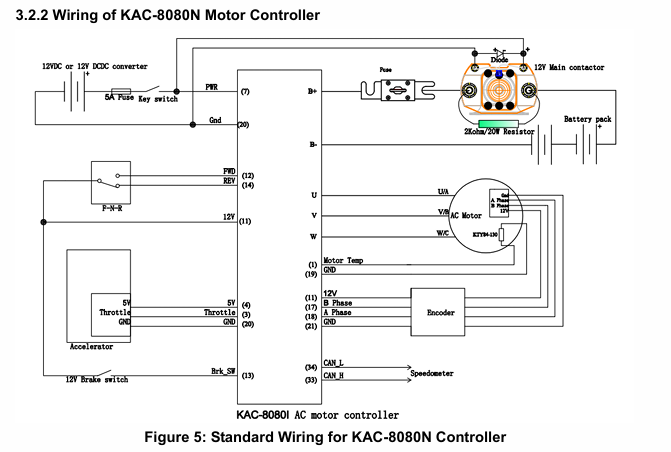 3.2.2 Wiring of KAC-8080N Motor Controller
12VDC or 12V DCDC converter
+
5A Fuse
Key switch
PWR
(7)
Gnd
(20)
Fuse
B+
Diode
+
12V Main contactor
2Kohm/20W Resistor
Battery pack
+
B-
FWD
(12)
REV
(14)
F-N-R
12V
(11)
U
U/A
V
V/B
W
W/C
AC Motor
Gnd
A Phase
B Phase
12V
KTY84-130
(1)
Motor Temp
(19)
GND
5V
5V
(4)
Throttle
Throttle
(3)
GND
GND
(20)
Accelerator
(11)
12V
(17)
B Phase
(18)
A Phase
(21)
GND
Encoder
12V Brake switch
Brk_SW
(13)
(34)
CAN_L
(33)
CAN_H
Speedometer
KAC-8080I AC motor controller
Figure 5: Standard Wiring for KAC-8080N Controller